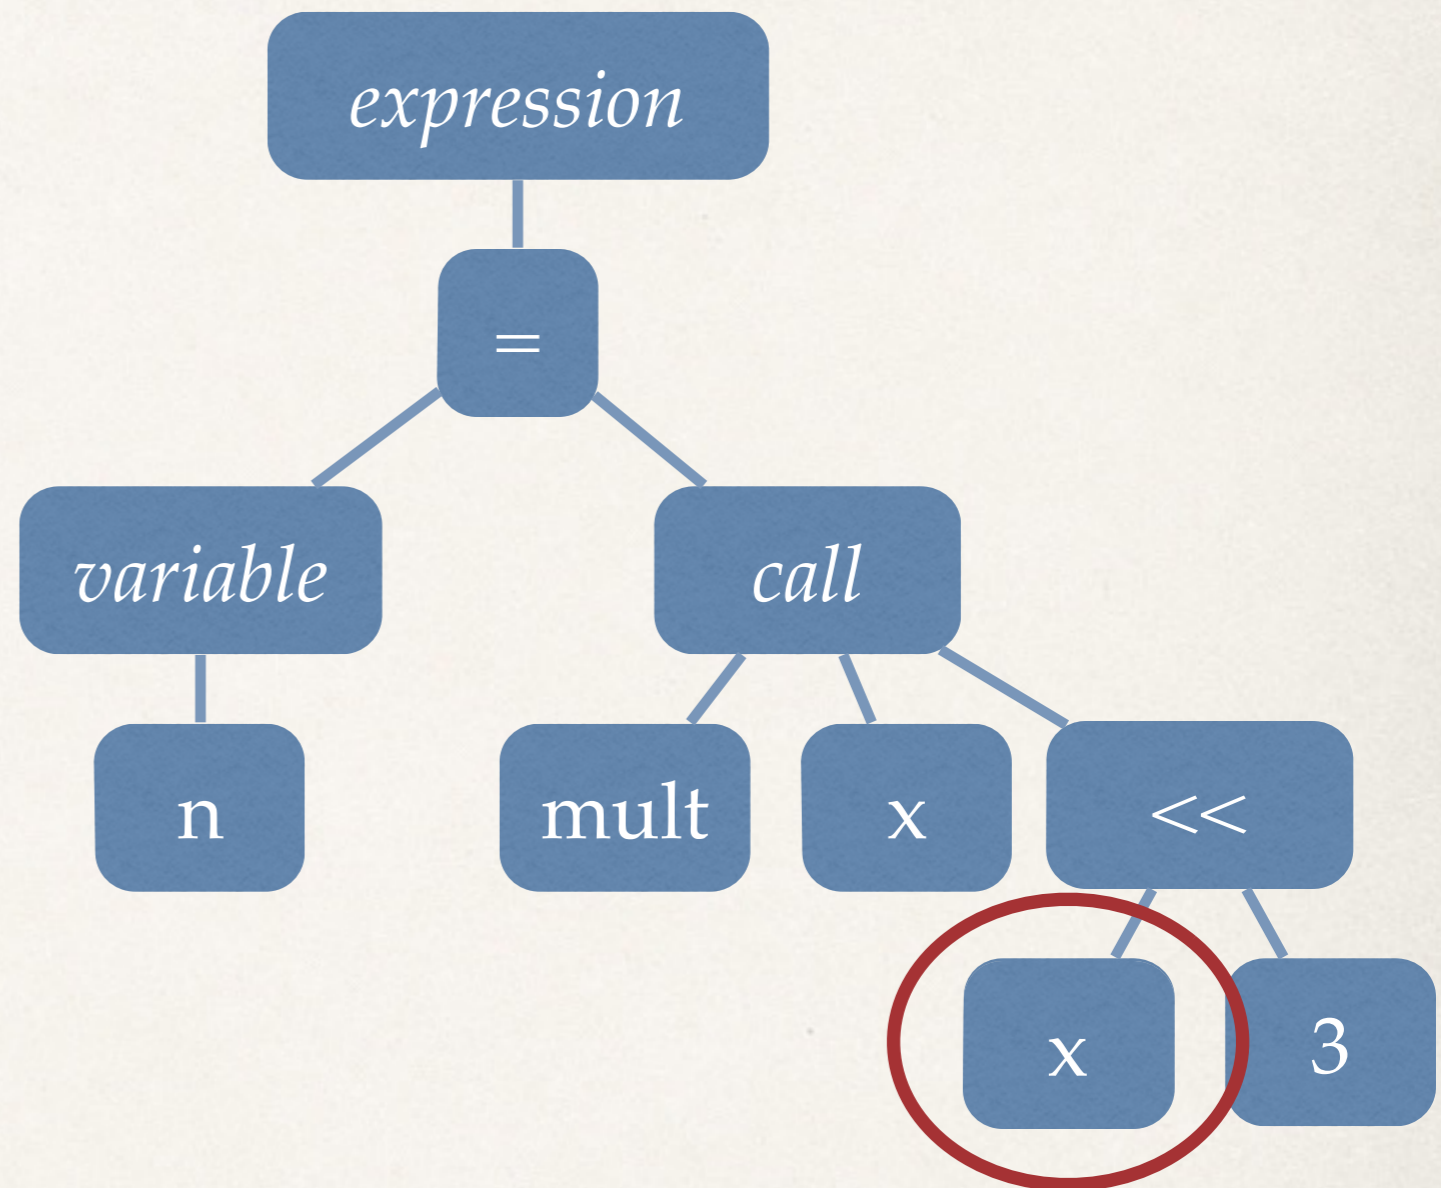 expression
=
variable
call
n
mult
x
<<
x
3